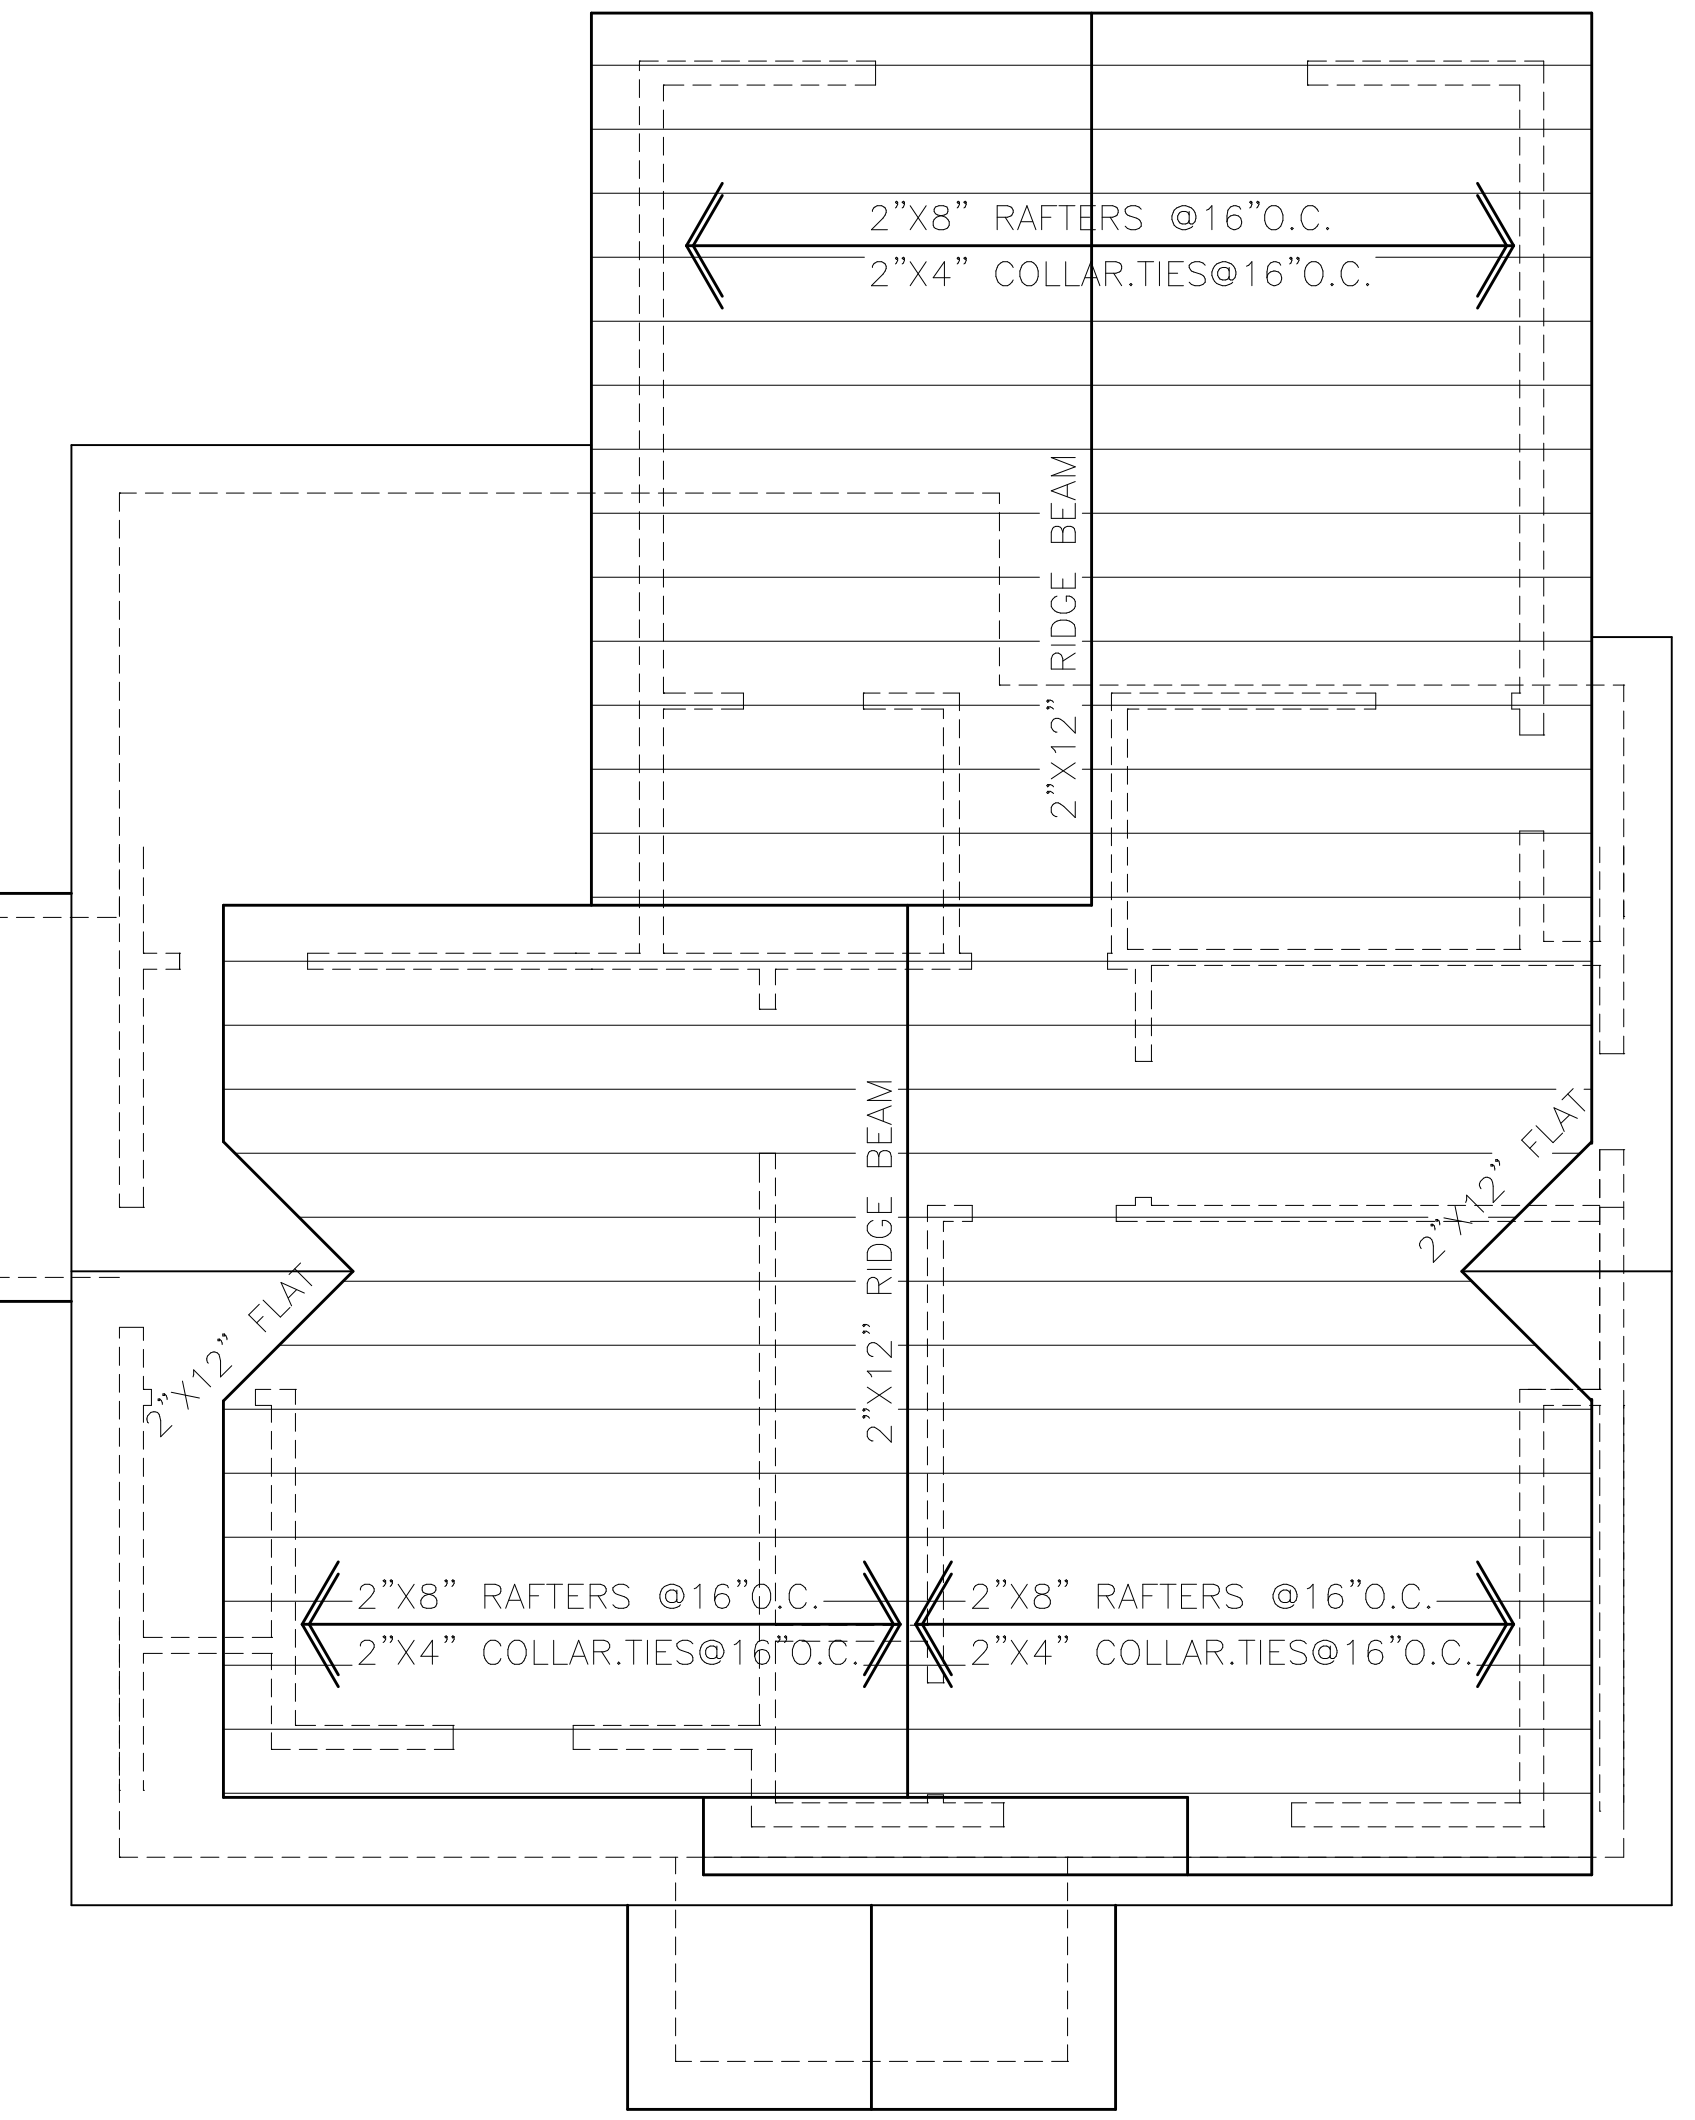 2"X8" RAFTERS @16"O.C.
2"X4" COLLAR.TIES@16"O.C.
2"X12" RIDGE BEAM
2"X12" RIDGE BEAM
2"X12" FLAT
2"X12" FLAT
2"X8" RAFTERS @16"O.C.
2"X4" COLLAR.TIES@16"O.C.
2"X8" RAFTERS @16"O.C.
2"X4" COLLAR.TIES@16"O.C.